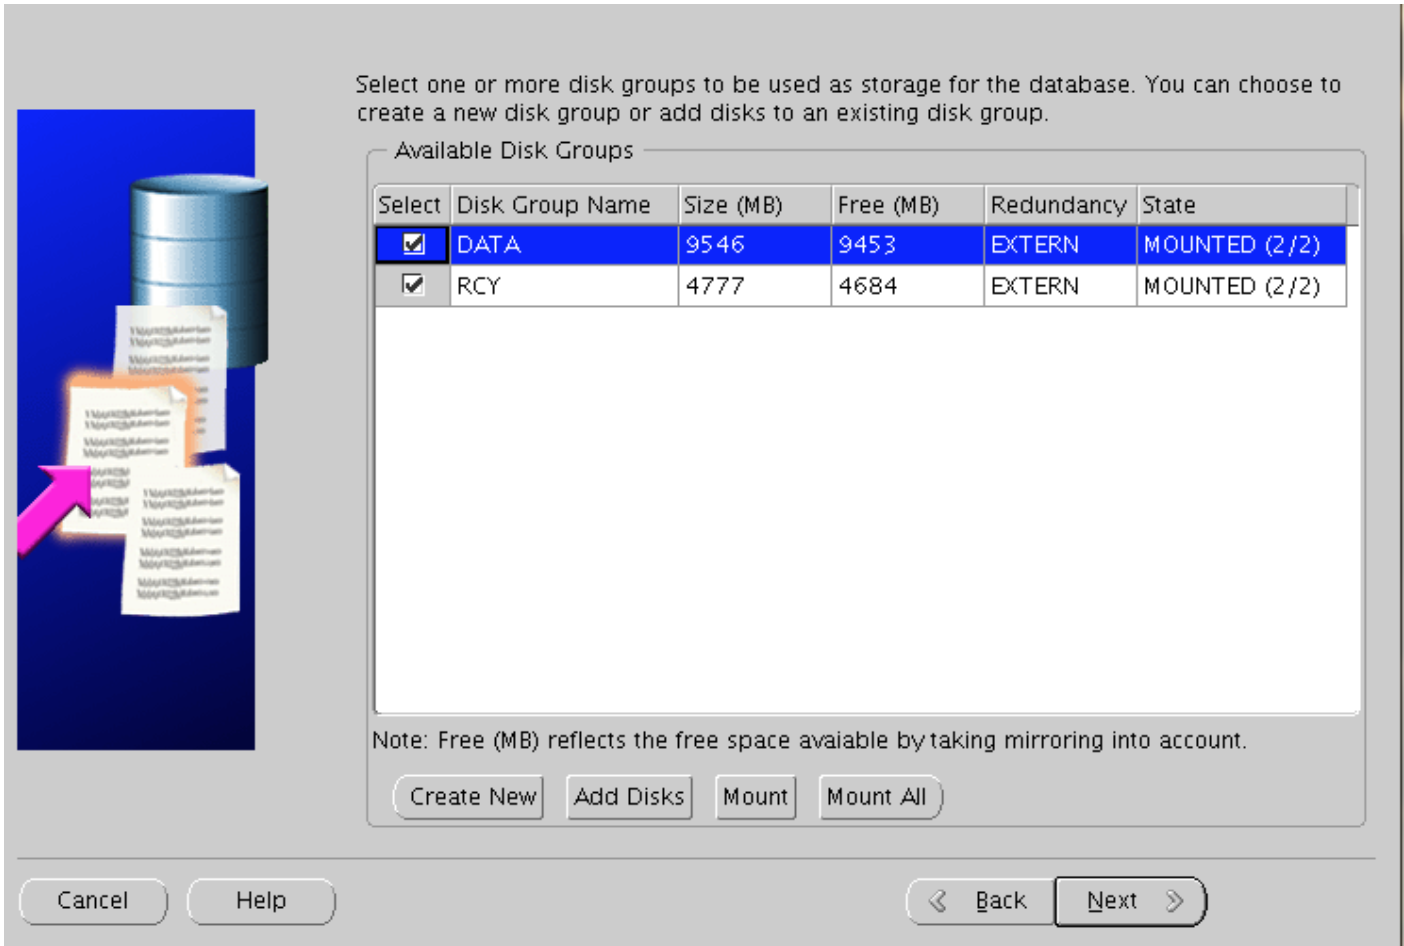 Select one or more disk groups to be used as storage for the database. You can choose to
create a new disk group or add disks to an existing disk group.
Available Disk Groups
Select Disk Group Name Size (MB) Free (MB) Redundancy State
DATA 9546 9453 EXTERN MOUNTED (2/2)
RCY 4777 4684 EXTERN MOUNTED (2/2)
Note: Free (MB) reflects the free space avaiable by taking mirroring into account.
Create New Add Disks Mount Mount All
Cancel Help Back Next